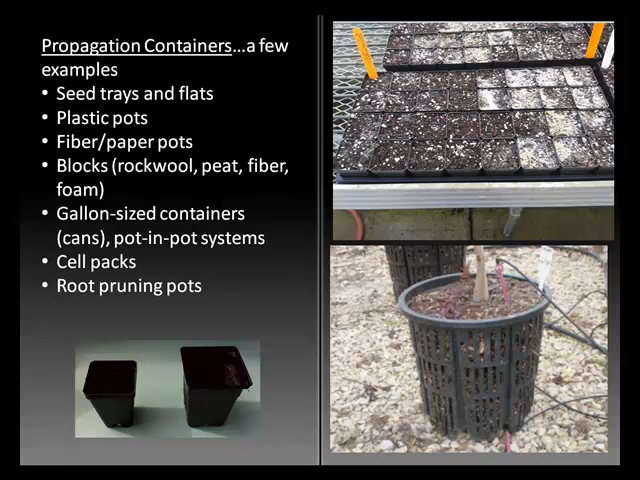 Propagation Containers...a few
examples
• Seed trays and flats
• Plastic pots
• Fiber/paper pots
• Blocks (rockwool, peat, fiber,
foam)
• Gallon-sized containers
(cans), pot-in-pot systems
• Cell packs
• Root pruning pots